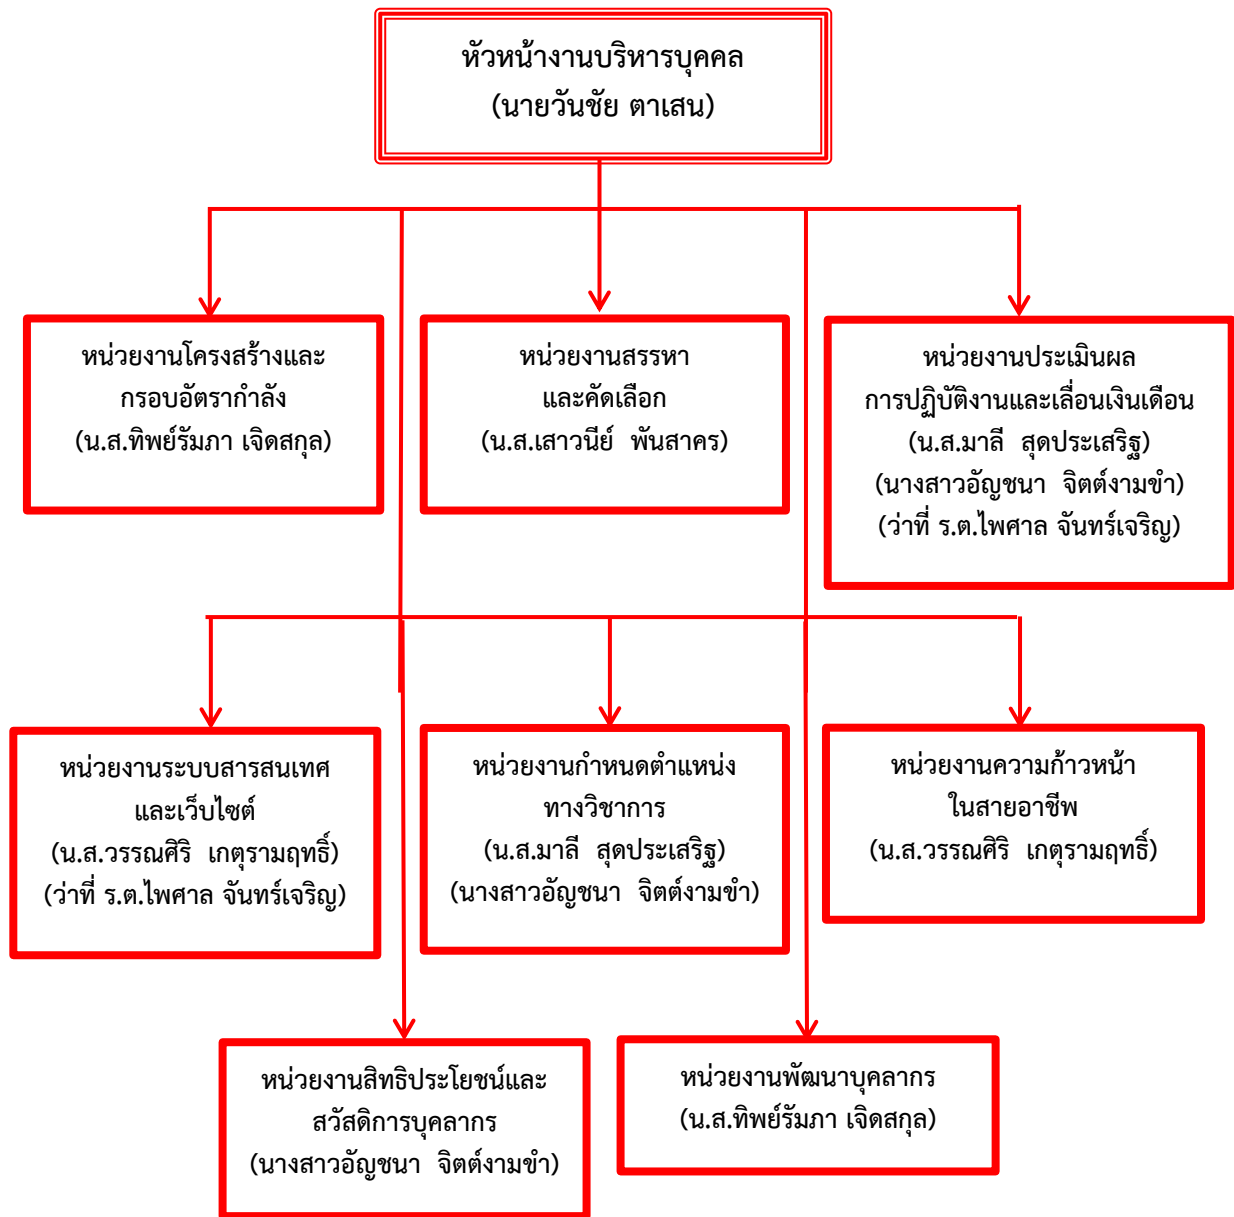 หัวหน้างานบริหารบุคคล
(นายวันชัย ตาเสน)
หน่วยงานโครงสร้างและ
กรอบอัตรากำลัง
(น.ส.ทิพย์รัมภา เจิดสกุล)
หน่วยงานสรรหา
และคัดเลือก
(น.ส.เสาวนีย์ พันสาคร)
หน่วยงานประเมินผล
การปฏิบัติงานและเลื่อนเงินเดือน
(น.ส.มาลี สุดประเสริฐ)
(นางสาวอัญชนา จิตต์งามขำ)
(ว่าที่ ร.ต.ไพศาล จันทร์เจริญ)
หน่วยงานระบบสารสนเทศ
และเว็บไซต์
(น.ส.วรรณศิริ เกตุรามฤทธิ์)
(ว่าที่ ร.ต.ไพศาล จันทร์เจริญ)
หน่วยงานกำหนดตำแหน่ง
ทางวิชาการ
(น.ส.มาลี สุดประเสริฐ)
(นางสาวอัญชนา จิตต์งามขำ)
หน่วยงานความก้าวหน้า
ในสายอาชีพ
(น.ส.วรรณศิริ เกตุรามฤทธิ์)
หน่วยงานสิทธิประโยชน์และ
สวัสดิการบุคลากร
(นางสาวอัญชนา จิตต์งามขำ)
หน่วยงานพัฒนาบุคลากร
(น.ส.ทิพย์รัมภา เจิดสกุล)